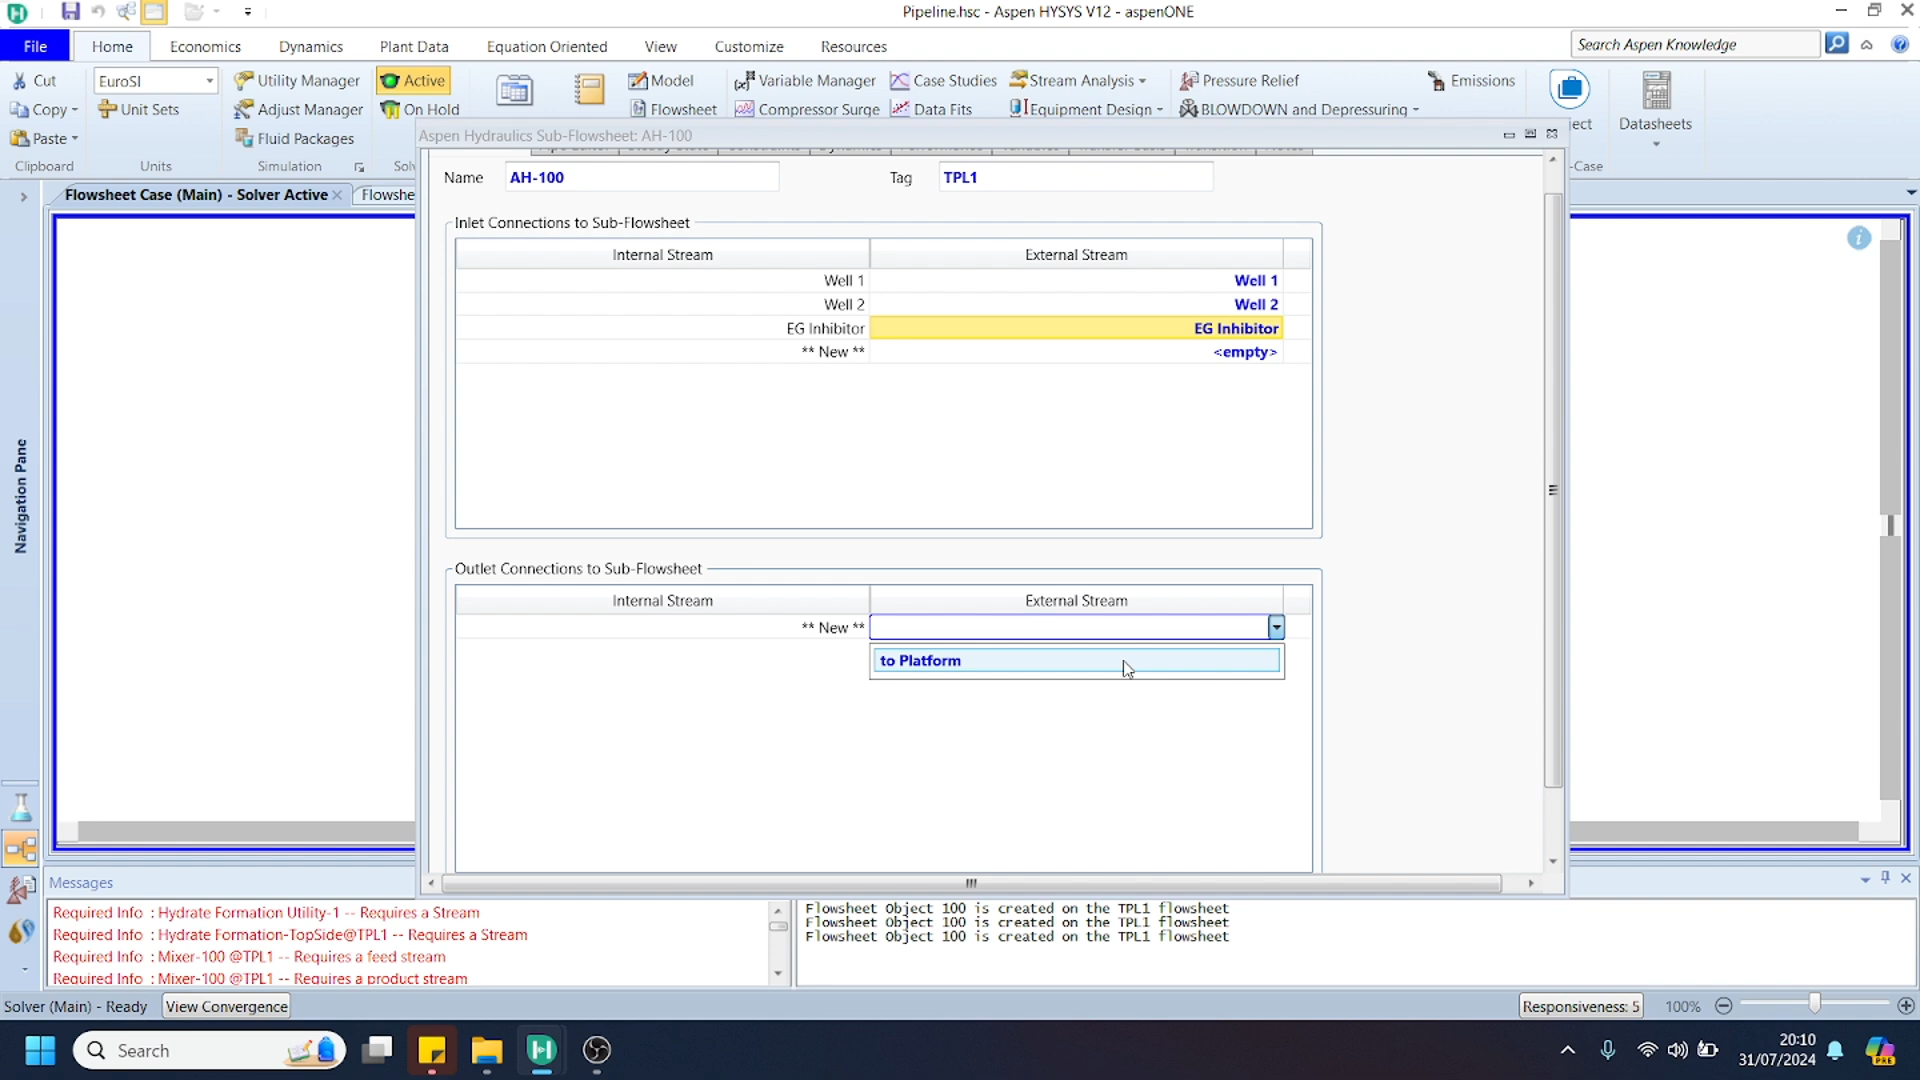 Pipeline.hsc - Aspen HYSYS V12 - aspenONE
File Home Economics Dynamics Plant Data Equation Oriented View Customize Resources Search Aspen Knowledge
Cut EuroSI Utility Manager Active Model Variable Manager Case Studies Stream Analysis Pressure Relief Emissions
Copy Unit Sets Adjust Manager On Hold Flowsheet Compressor Surge Data Fits Equipment Design BLOWDOWN and Depressuring ect Datasheets
Paste Fluid Packages
Clipboard Units Simulation Solv -Case
Aspen Hydraulics Sub-Flowsheet: AH-100
Flowsheet Case (Main) - Solver Active Flowshe
Name AH-100 Tag TPL1
Inlet Connections to Sub-Flowsheet
Internal Stream External Stream
Well 1 Well 1
Well 2 Well 2
EG Inhibitor EG Inhibitor
** New ** <empty>
Navigation Pane
Outlet Connections to Sub-Flowsheet
Internal Stream External Stream
** New **
to Platform
Messages
Required Info : Hydrate Formation Utility-1 -- Requires a Stream
Required Info : Hydrate Formation-TopSide@TPL1 -- Requires a Stream
Required Info : Mixer-100 @TPL1 -- Requires a feed stream
Required Info : Mixer-100 @TPL1 -- Requires a product stream
Flowsheet Object 100 is created on the TPL1 flowsheet
Flowsheet Object 100 is created on the TPL1 flowsheet
Flowsheet Object 100 is created on the TPL1 flowsheet
Solver (Main) - Ready View Convergence Responsiveness: 5 100%
Search
20:10
31/07/2024
PRE